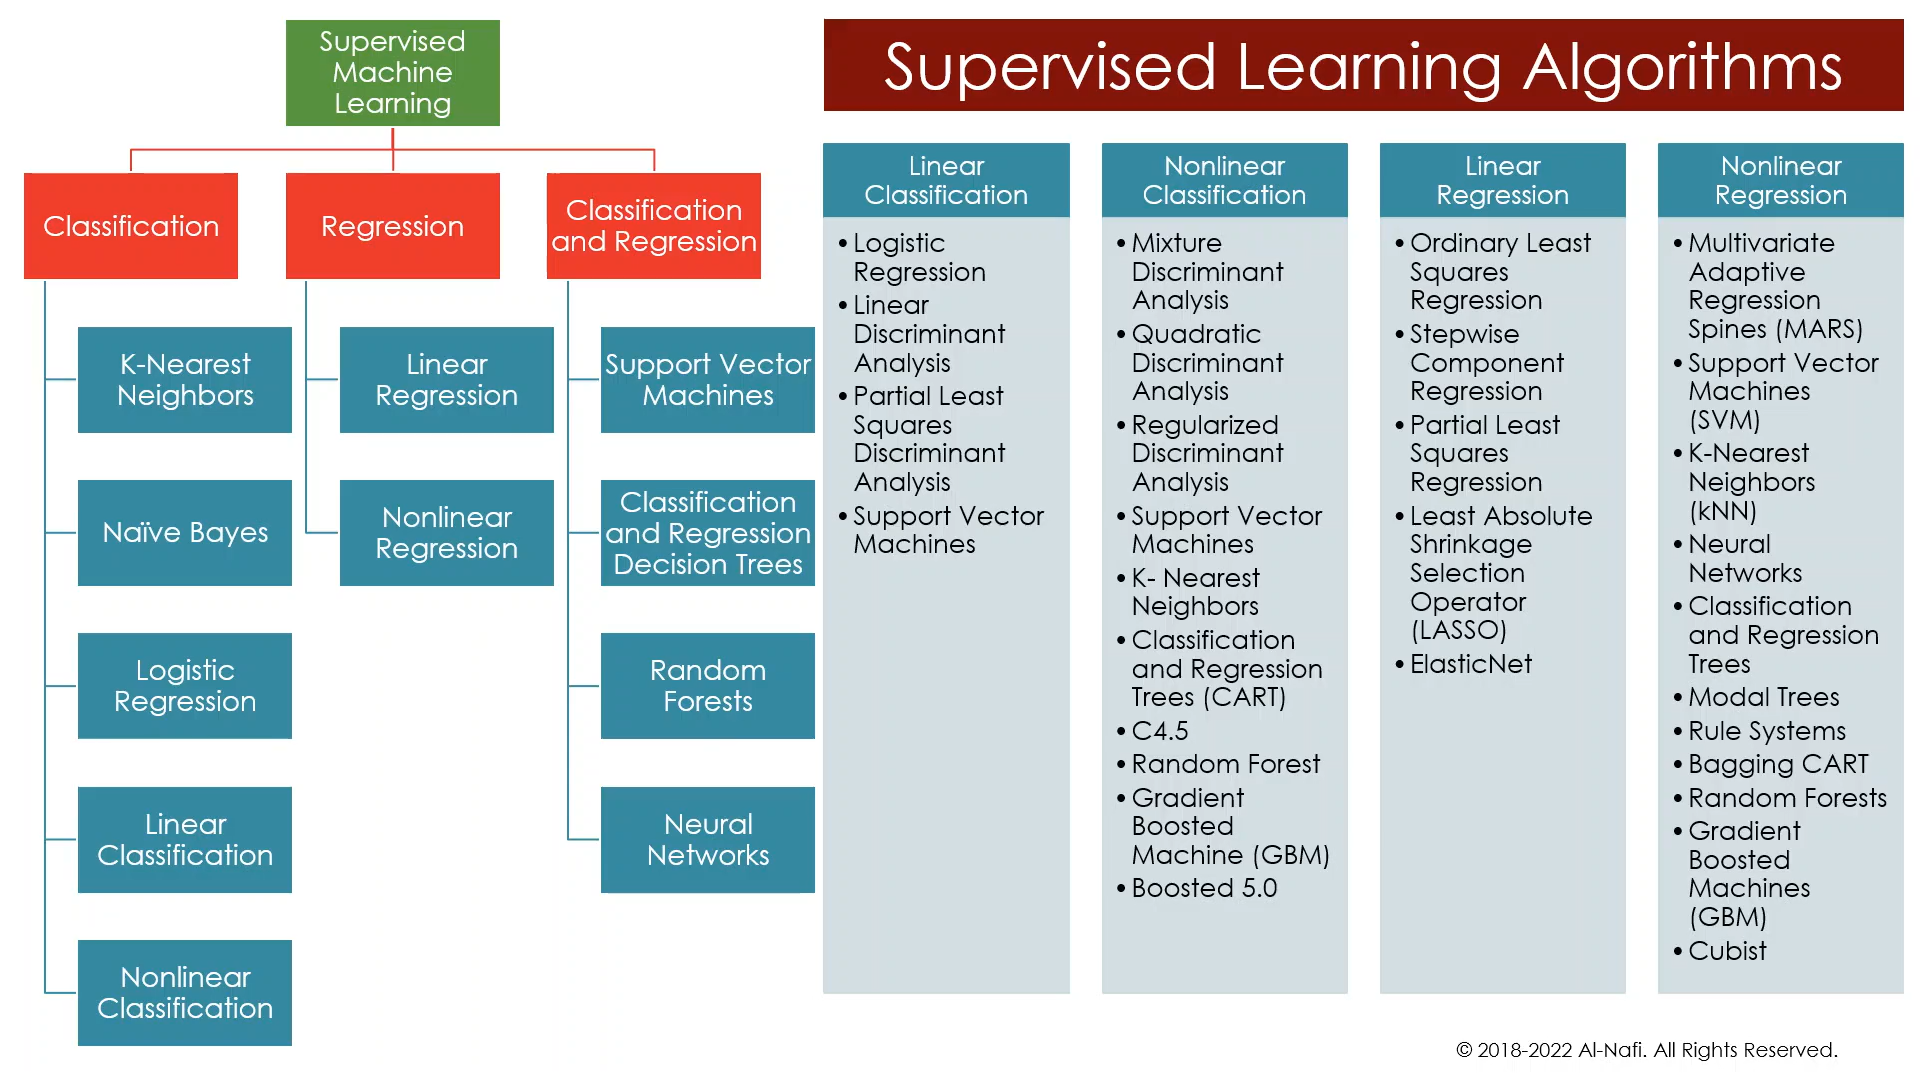 Supervised
Machine
Learning
Classification
Regression
Classification
and Regression
K-Nearest
Neighbors
Naïve Bayes
Logistic
Regression
Linear
Classification
Nonlinear
Classification
Linear
Regression
Nonlinear
Regression
Support Vector
Machines
Classification
and Regression
Decision Trees
Random
Forests
Neural
Networks
Supervised Learning Algorithms
Linear
Classification
•Logistic
Regression
•Linear
Discriminant
Analysis
•Partial Least
Squares
Discriminant
Analysis
•Support Vector
Machines
Nonlinear
Classification
•Mixture
Discriminant
Analysis
•Quadratic
Discriminant
Analysis
•Regularized
Discriminant
Analysis
•Support Vector
Machines
•K- Nearest
Neighbors
•Classification
and Regression
Trees (CART)
•C4.5
•Random Forest
•Gradient
Boosted
Machine (GBM)
•Boosted 5.0
Linear
Regression
•Ordinary Least
Squares
Regression
•Stepwise
Component
Regression
•Partial Least
Squares
Regression
•Least Absolute
Shrinkage
Selection
Operator
(LASSO)
•ElasticNet
Nonlinear
Regression
•Multivariate
Adaptive
Regression
Spines (MARS)
•Support Vector
Machines
(SVM)
•K-Nearest
Neighbors
(kNN)
•Neural
Networks
•Classification
and Regression
Trees
•Modal Trees
•Rule Systems
•Bagging CART
•Random Forests
•Gradient
Boosted
Machines
(GBM)
•Cubist
© 2018-2022 Al-Nafi. All Rights Reserved.